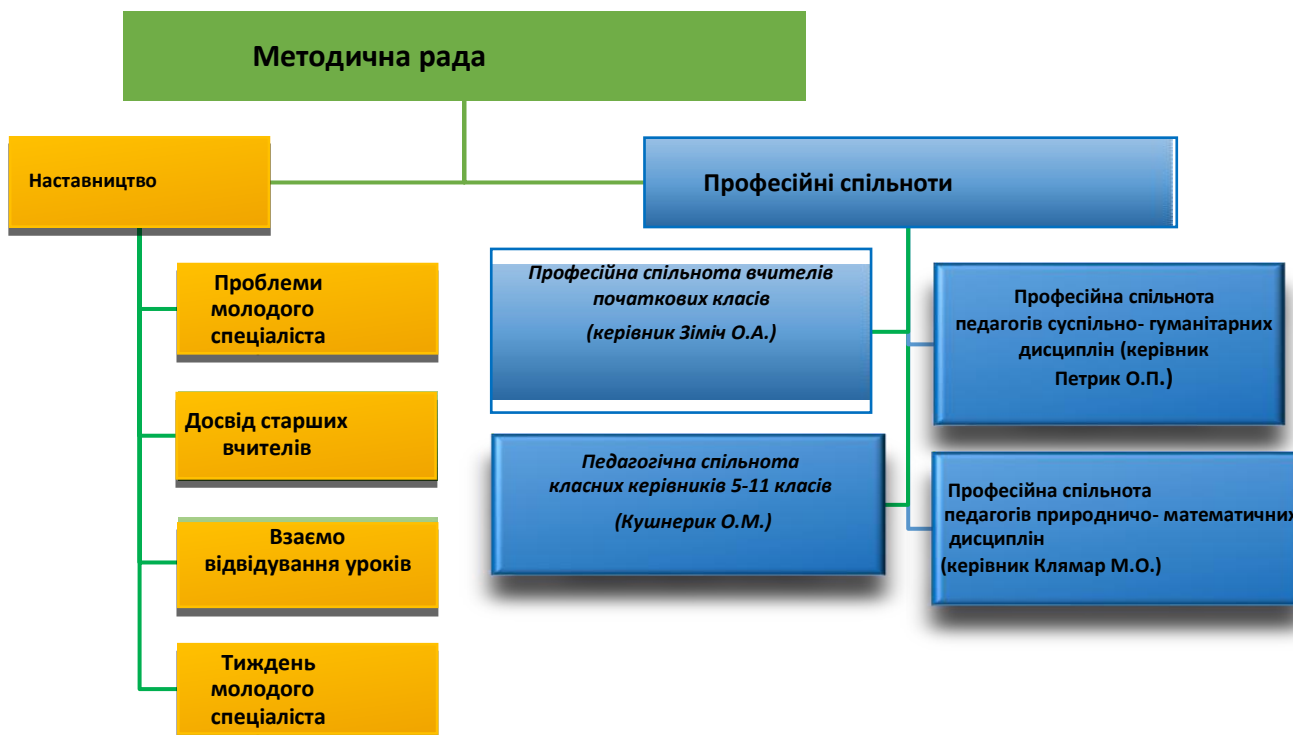 Методична рада
Наставництво
Проблеми
молодого
спеціаліста
Досвід старших
вчителів
Взаємо
відвідування уроків
Тиждень
молодого
спеціаліста
Професійні спільноти
Професійна спільнота вчителів
початкових класів
(керівник Зіміч О.А.)
Професійна спільнота
педагогів суспільно- гуманітарних
дисциплін (керівник
Петрик О.П.)
Педагогічна спільнота
класних керівників 5-11 класів
(Кушнерик О.М.)
Професійна спільнота
педагогів природничо- математичних
дисциплін
(керівник Клямар М.О.)